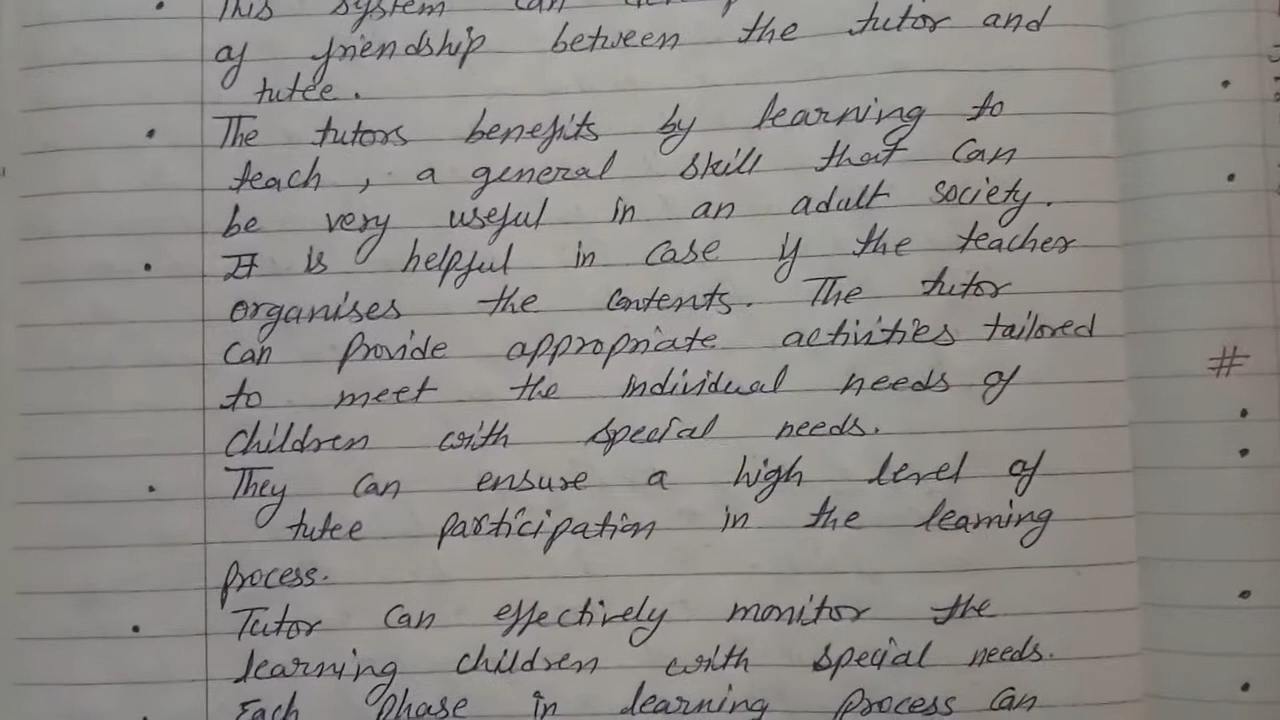 This system can
of friendship between the tutor and
tutee.
• The tutors benefits by learning to
teach, a general skill that can
be very useful in an adult society.
• It is helpful in case if the teacher
organises the contents. The tutor
can provide appropriate activities tailored
to meet the individual needs of
children with special needs.
• They can ensure a high level of
tutee participation in the learning
process.
• Tutor can effectively monitor the
learning children with special needs.
• Each phase in learning process can
#